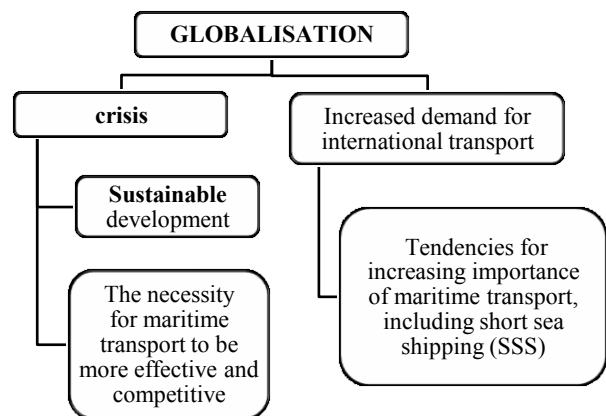 GLOBALISATION
crisis
Sustainable
development
The necessity
for maritime
transport to be
more effective and
competitive
Increased demand for
international transport
Tendencies for
increasing importance
of maritime transport,
including short sea
shipping (SSS)